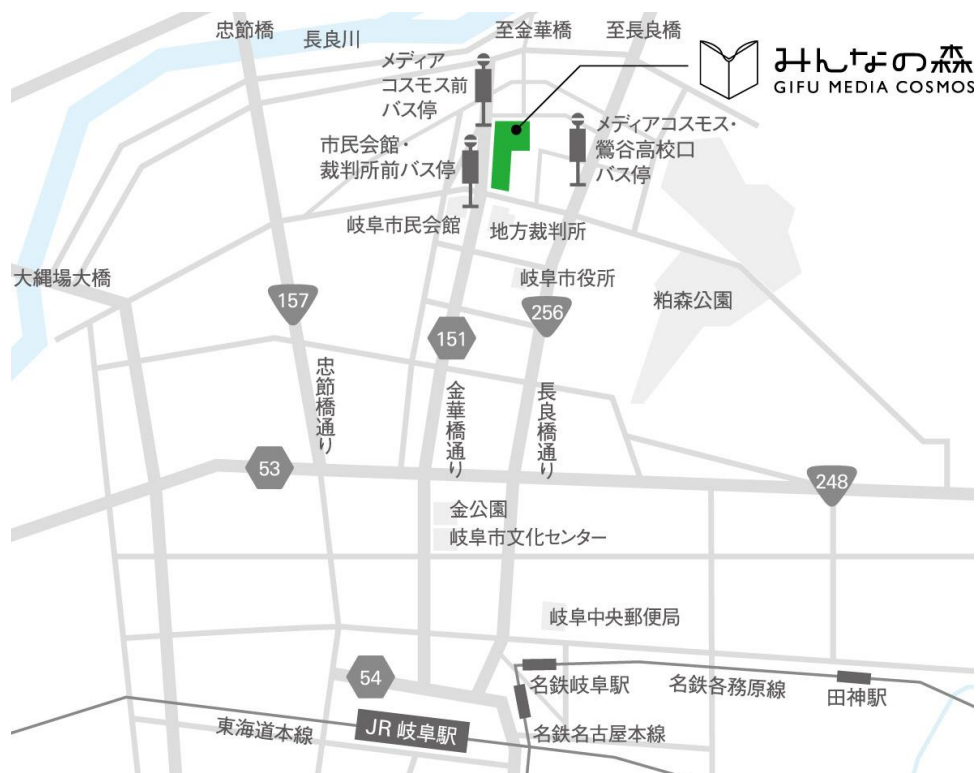 忠節橋
長良川
至金華橋
至長良橋
みんなの森
GIFU MEDIA COSMOS
メディア
コスモス前
バス停
メディアコスモス・
鶯谷高校口
バス停
市民会館・
裁判所前バス停
岐阜市民会館
地方裁判所
大縄場大橋
岐阜市役所
粕森公園
157
256
151
忠節橋通り
金華橋通り
長良橋通り
53
248
金公園
岐阜市文化センター
岐阜中央郵便局
54
名鉄岐阜駅
名鉄各務原線
田神駅
東海道本線
JR 岐阜駅
名鉄名古屋本線